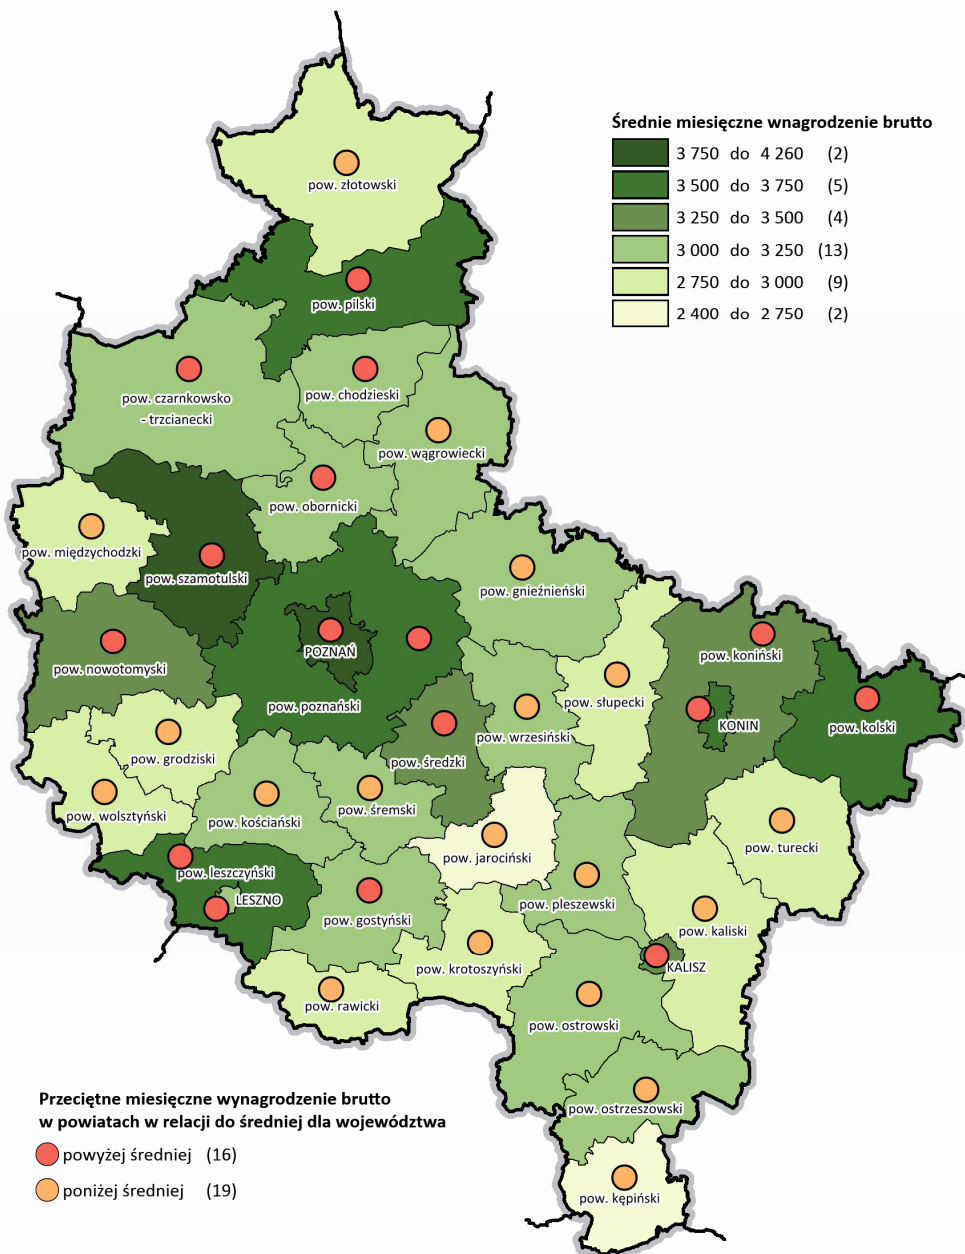 Średnie miesięczne wnagrodzenie brutto
3 750 do 4 260 (2)
3 500 do 3 750 (5)
3 250 do 3 500 (4)
3 000 do 3 250 (13)
2 750 do 3 000 (9)
2 400 do 2 750 (2)
pow. złotowski
pow. pilski
pow. czarnkowsko
- trzcianecki
pow. chodzieski
pow. wągrowiecki
pow. obornicki
pow. międzychodzki
pow. szamotulski
pow. gnieźnieński
POZNAŃ
pow. nowotomyski
pow. koniński
pow. słupecki
pow. poznański
KONIN
pow. kolski
pow. wrzesiński
pow. grodziski
pow. średzki
pow. wolsztyński
pow. kościański
pow. śremski
pow. turecki
pow. jarociński
pow. leszczyński
LESZNO
pow. gostyński
pow. pleszewski
pow. kaliski
pow. krotoszyński
KALISZ
pow. rawicki
pow. ostrowski
pow. ostrzeszowski
pow. kępiński
Przeciętne miesięczne wynagrodzenie brutto
w powiatach w relacji do średniej dla województwa
powyżej średniej (16)
poniżej średniej (19)